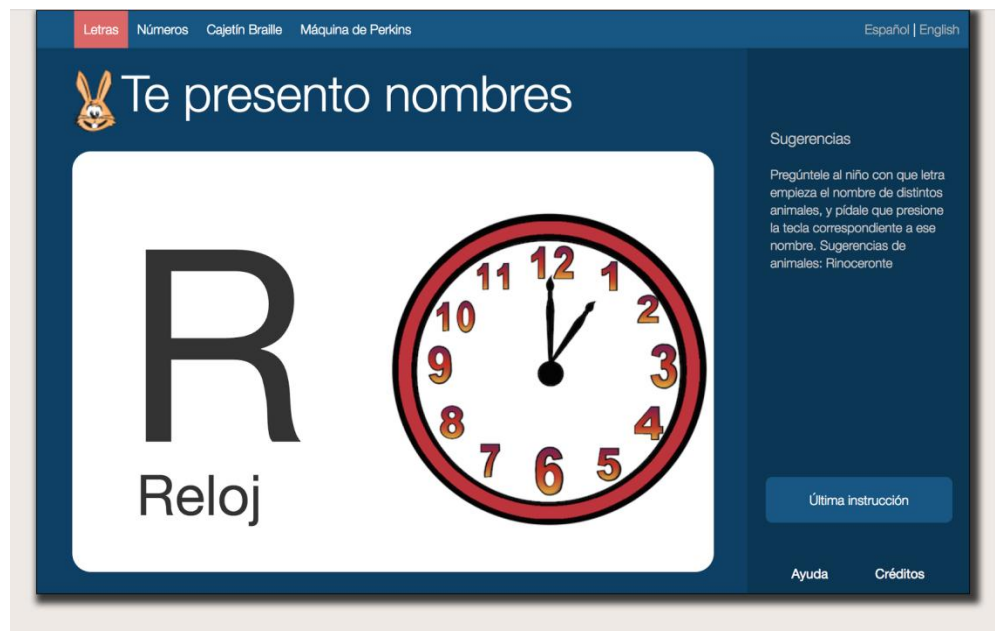 Letras Números Cajetín Braille Máquina de Perkins Español | English
Te presento nombres
R
Reloj
12
1
2
3
4
5
6
7
8
9
10
11
Sugerencias
Pregúntele al niño con que letra
empieza el nombre de distintos
animales, y pídale que presione
la tecla correspondiente a ese
nombre. Sugerencias de
animales: Rinoceronte
Última instrucción
Ayuda Créditos